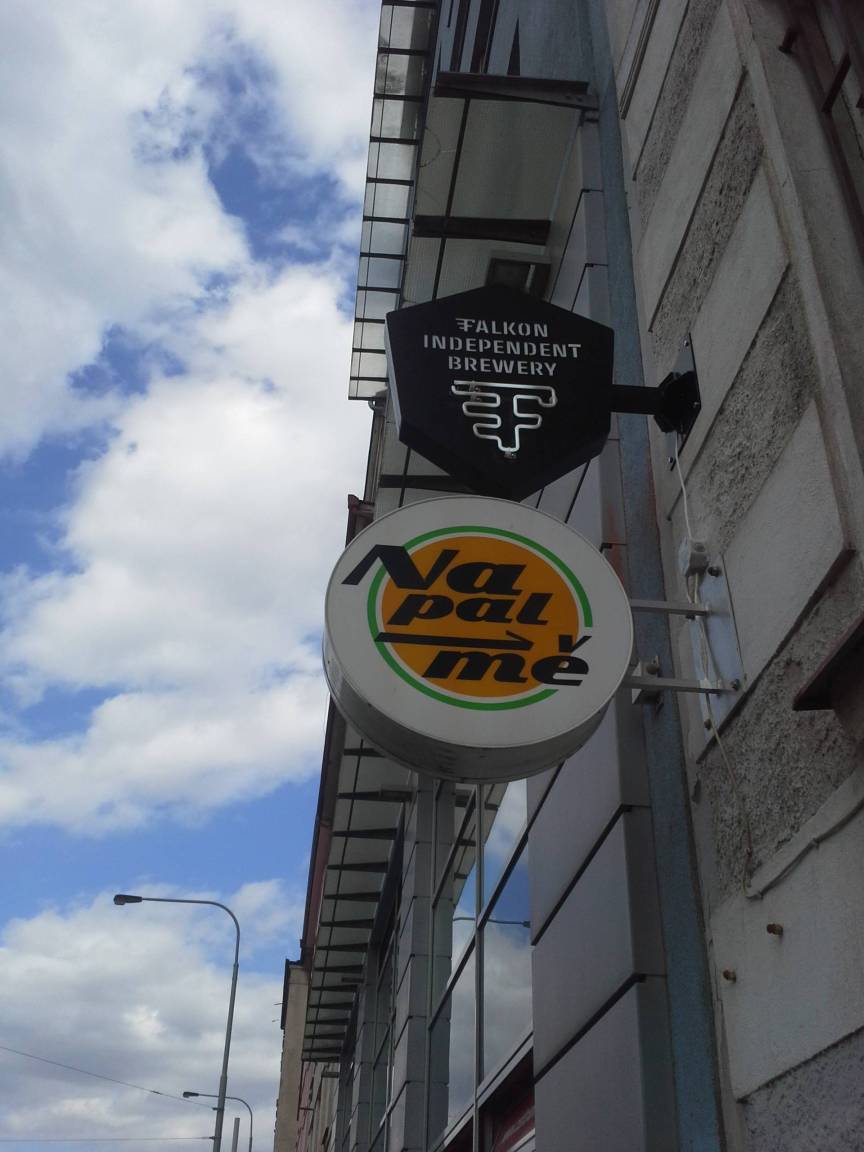 FALKON
INDEPENDENT
BREWERY
Na
pal
mě